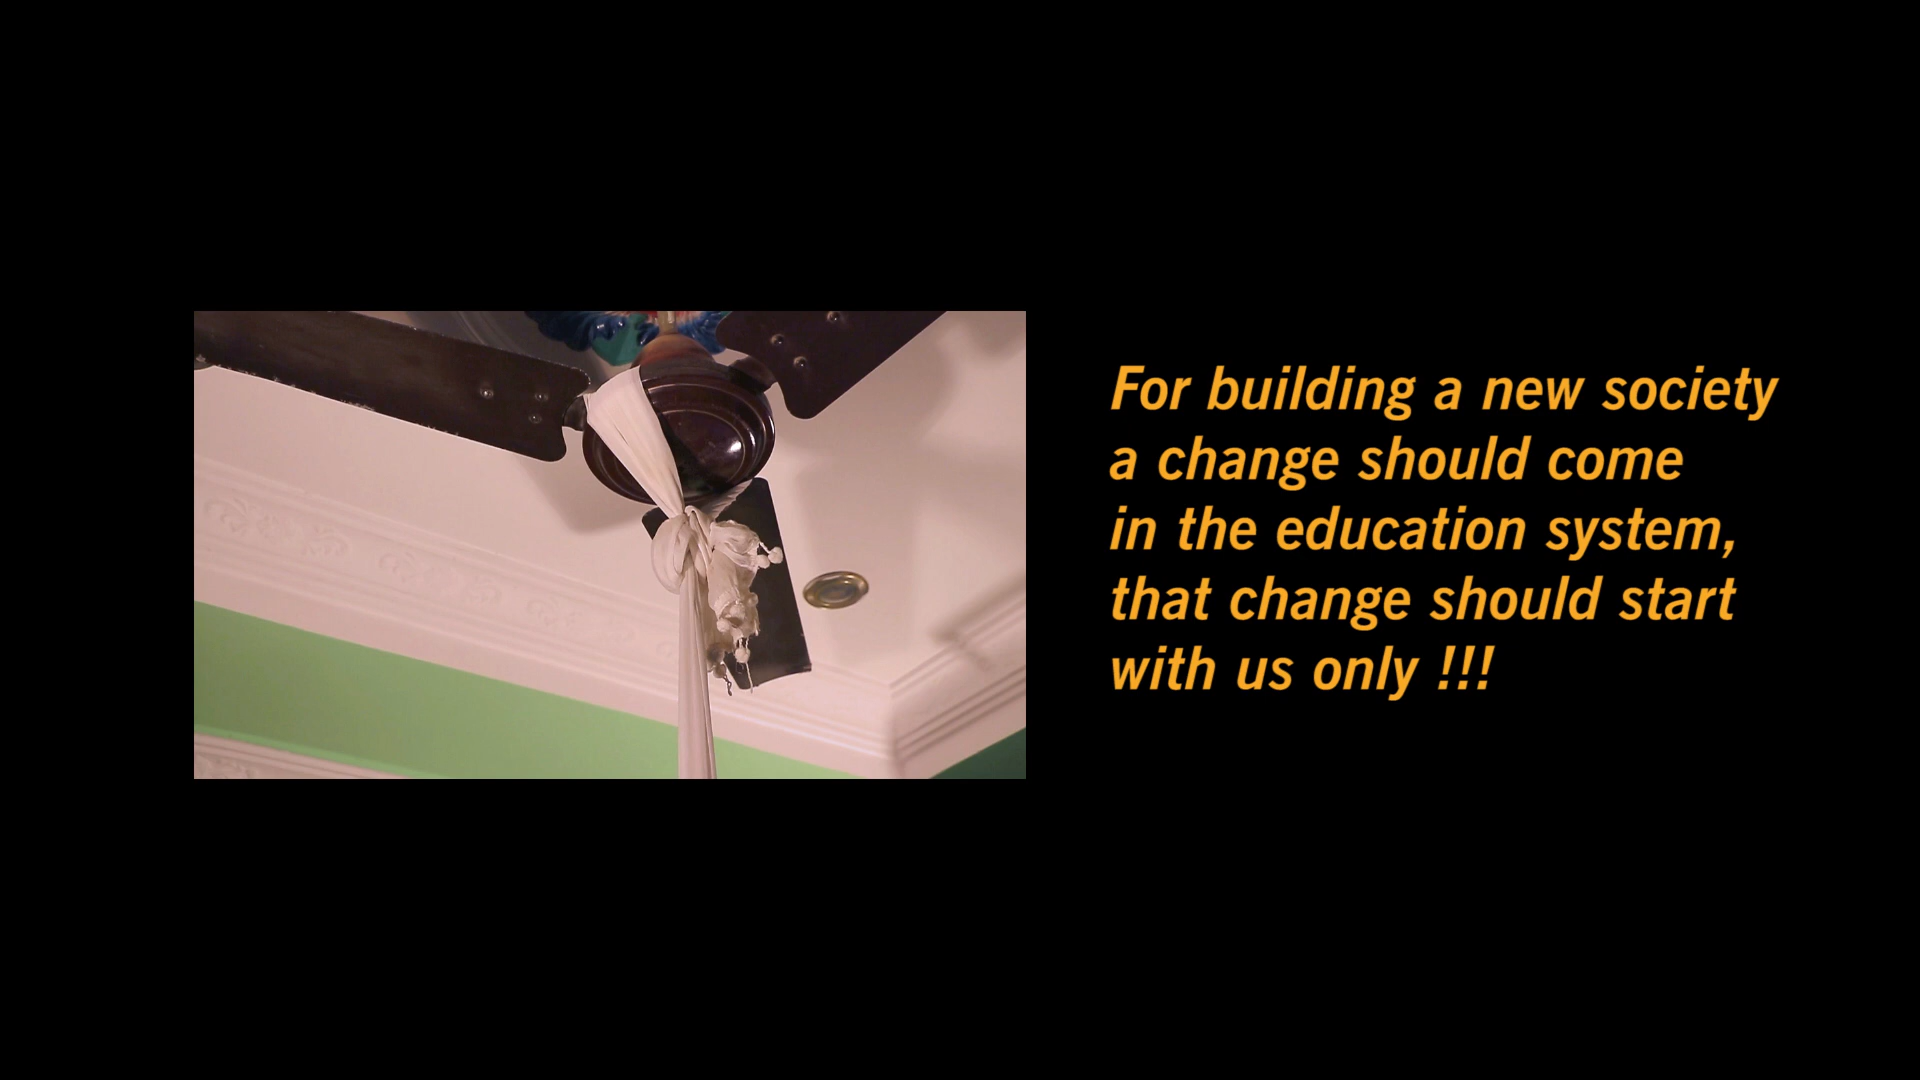 For building a new society
a change should come
in the education system,
that change should start
with us only !!!